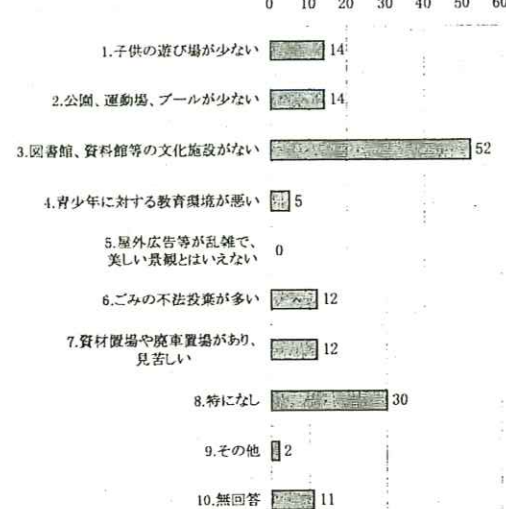 0 10 20 30 40 50 60
1.子供の遊び場が少ない 14
2.公園、運動場、プールが少ない 14
3.図書館、資料館等の文化施設がない 52
4.青少年に対する教育環境が悪い 5
5.屋外広告等が乱雑で、
美しい景観とはいえない 0
6.ごみの不法投棄が多い 12
7.資材置場や廃車置場があり、
見苦しい 12
8.特になし 30
9.その他 2
10.無回答 11